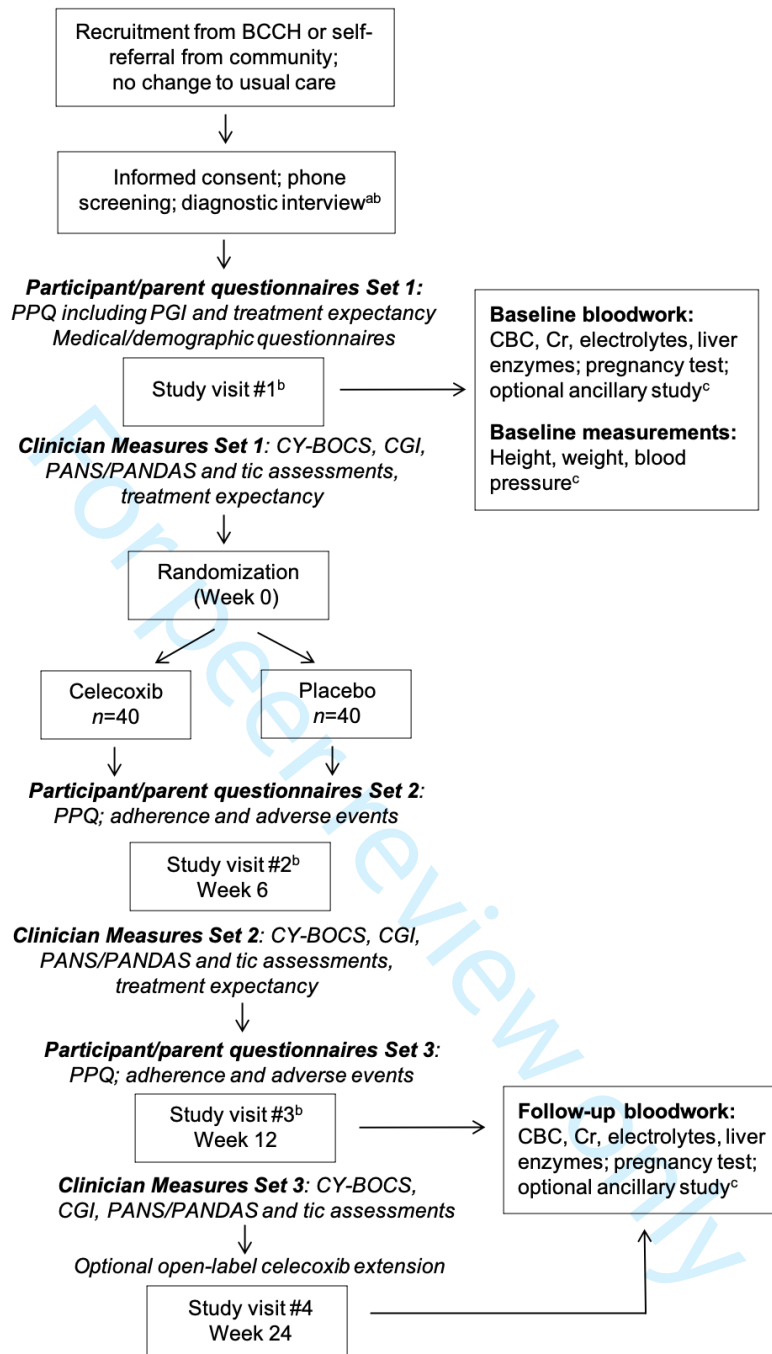 Recruitment from BCCH or self-
referral from community;
no change to usual care
Informed consent; phone
screening; diagnostic interviewab
Participant/parent questionnaires Set 1:
PPQ including PGI and treatment expectancy
Medical/demographic questionnaires
Study visit #1b
Baseline bloodwork:
CBC, Cr, electrolytes, liver
enzymes; pregnancy test;
optional ancillary studyc
Baseline measurements:
Height, weight, blood
pressurec
Clinician Measures Set 1: CY-BOCS, CGI,
PANS/PANDAS and tic assessments,
treatment expectancy
Randomization
(Week 0)
Celecoxib
n=40
Placebo
n=40
Participant/parent questionnaires Set 2:
PPQ; adherence and adverse events
Study visit #2b
Week 6
Clinician Measures Set 2: CY-BOCS, CGI,
PANS/PANDAS and tic assessments,
treatment expectancy
Participant/parent questionnaires Set 3:
PPQ; adherence and adverse events
Study visit #3b
Week 12
Follow-up bloodwork:
CBC, Cr, electrolytes, liver
enzymes; pregnancy test;
optional ancillary studyc
Clinician Measures Set 3: CY-BOCS,
CGI, PANS/PANDAS and tic assessments
Optional open-label celecoxib extension
Study visit #4
Week 24
For peer review only